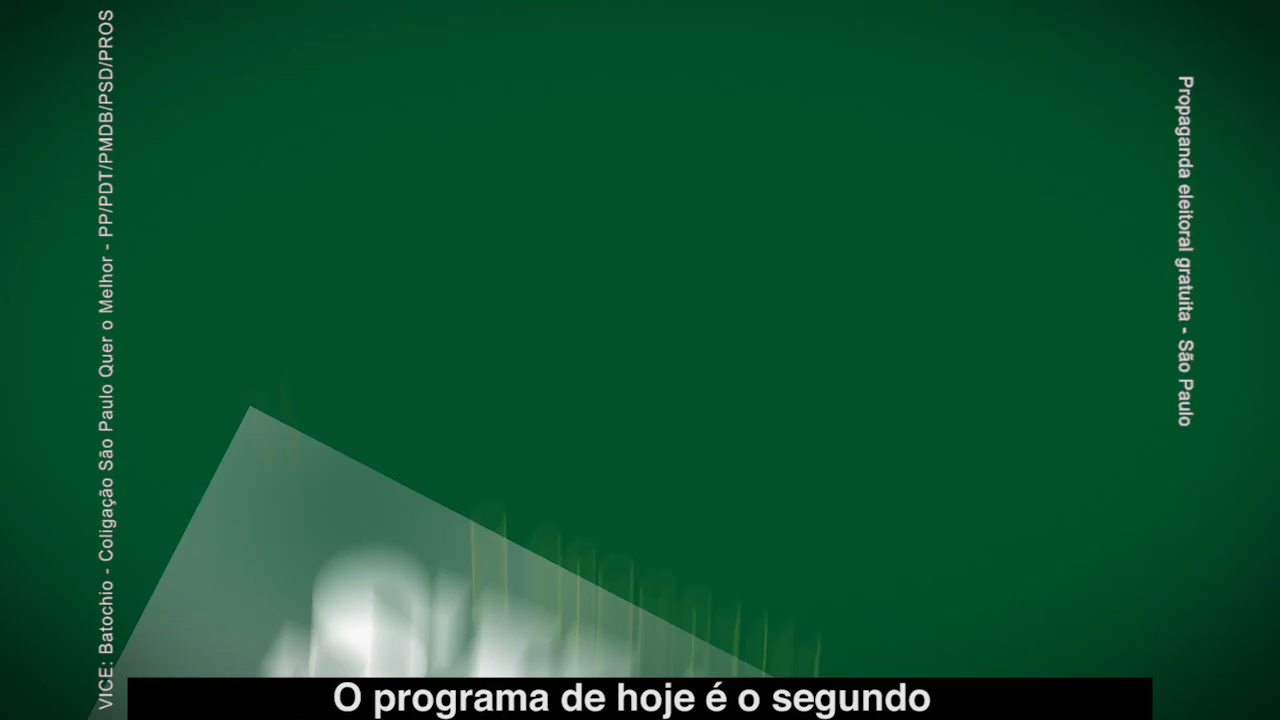 VICE: Batochio - Coligação São Paulo Quer o Melhor - PP/PDT/PMDB/PSD/PROS
Propaganda eleitoral gratuita - São Paulo
O programa de hoje é o segundo